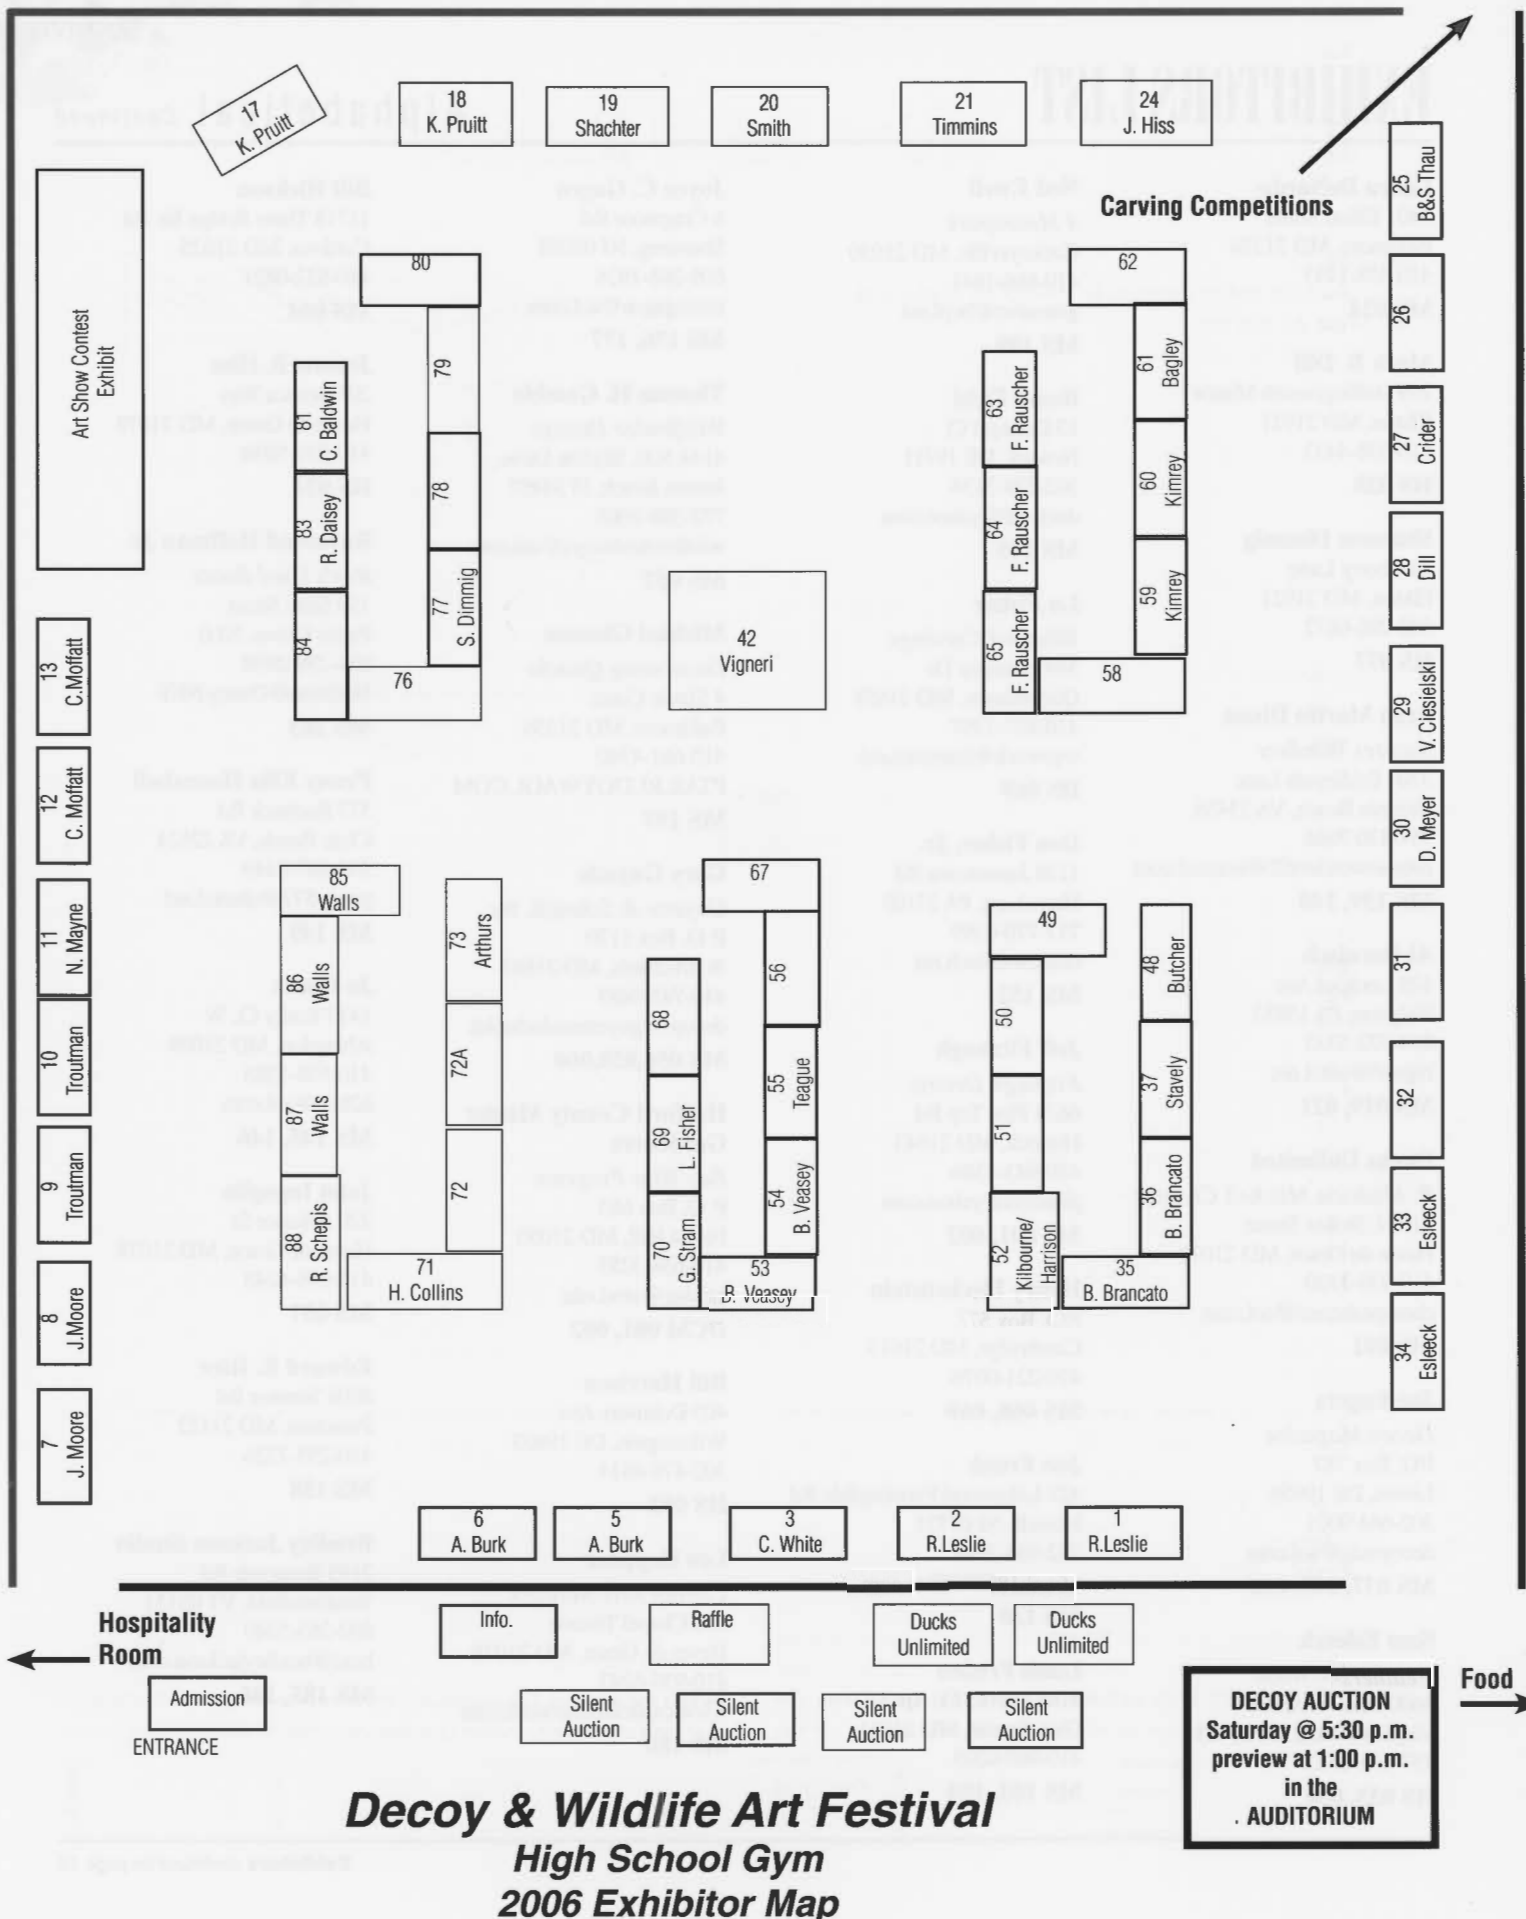 17
K. Pruitt
18
K. Pruitt
19
Shachter
20
Smith
21
Timmins
24
J. Hiss
Carving Competitions
25
B&S Thau
26
27
Crider
28
Dill
29
V. Ciesielski
30
D. Meyer
31
32
33
Esleeck
34
Esleeck
Art Show Contest
Exhibit
80
79
78
77
S. Dimmig
76
81
C. Baldwin
83
R. Daisey
84
62
61
Bagley
60
Kimrey
59
Kimrey
58
63
F. Rauscher
64
F. Rauscher
65
F. Rauscher
42
Vigneri
13
C.Moffatt
12
C. Moffatt
11
N. Mayne
10
Troutman
9
Troutman
8
J.Moore
7
J. Moore
85
Walls
86
Walls
87
Walls
88
R. Schepis
73
Arthurs
72A
72
71
H. Collins
67
56
55
Teague
54
B. Veasey
53
B. Veasey
68
69
L. Fisher
70
G. Stram
49
50
51
52
Kilbourne/
Harrison
48
Butcher
37
Stavely
36
B. Brancato
35
B. Brancato
6
A. Burk
5
A. Burk
3
C. White
2
R.Leslie
1
R.Leslie
Hospitality
Room
Info.
Raffle
Ducks
Unlimited
Ducks
Unlimited
Admission
ENTRANCE
Silent
Auction
Silent
Auction
Silent
Auction
Silent
Auction
DECOY AUCTION
Saturday @ 5:30 p.m.
preview at 1:00 p.m.
in the
AUDITORIUM
Food
Decoy & Wildlife Art Festival
High School Gym
2006 Exhibitor Map